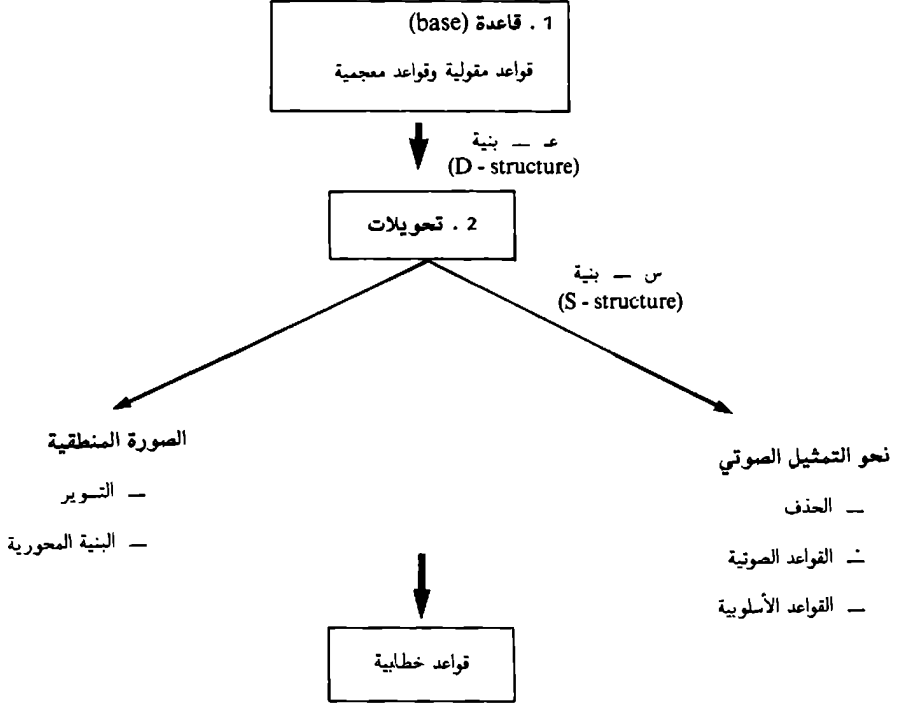 1 . قاعدة (base)
قواعد مقولية وقواعد معجمية
عـ — بنية
(D - structure)
2 . تحويلات
س — بنية
(S - structure)
نحو التمثيل الصوتي
— الحذف
— القواعد الصوتية
— القواعد الأسلوبية
الصورة المنطقية
— التسوير
— البنية المحورية
قواعد خطابية